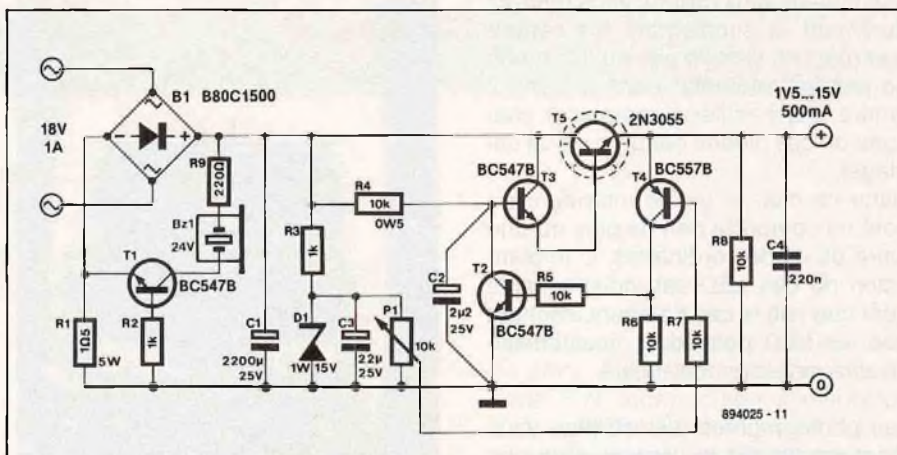 B1 B80C1500
18V
1A
R9
220Ω
Bz1
24V
T1
BC547B
R1
1Ω5
5W
R2
1k
C1
2200µ
25V
R3
1k
R4
10k
0W5
D1
1W 15V
C3
22µ
25V
P1
10k
C2
2µ2
25V
BC547B
T3
T2
BC547B
R5
10k
T5
2N3055
BC557B
T4
R6
10k
R7
10k
R8
10k
C4
220n
1V5...15V
500mA
+
0
894025 - 11